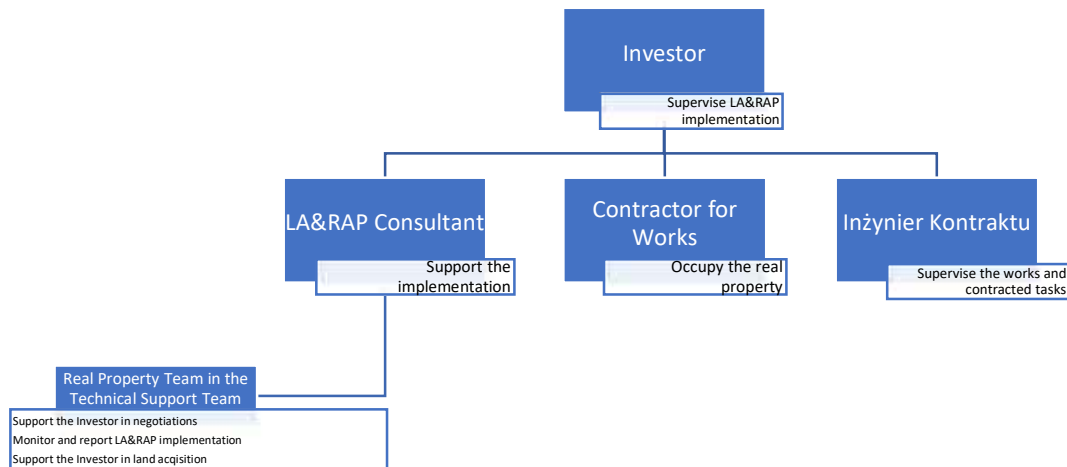 Investor
Supervise LA&RAP
implementation
LA&RAP Consultant
Support the
implementation
Contractor for
Works
Occupy the real
property
Inżynier Kontraktu
Supervise the works and
contracted tasks
Real Property Team in the
Technical Support Team
Support the Investor in negotiations
Monitor and report LA&RAP implementation
Support the Investor in land acqisition